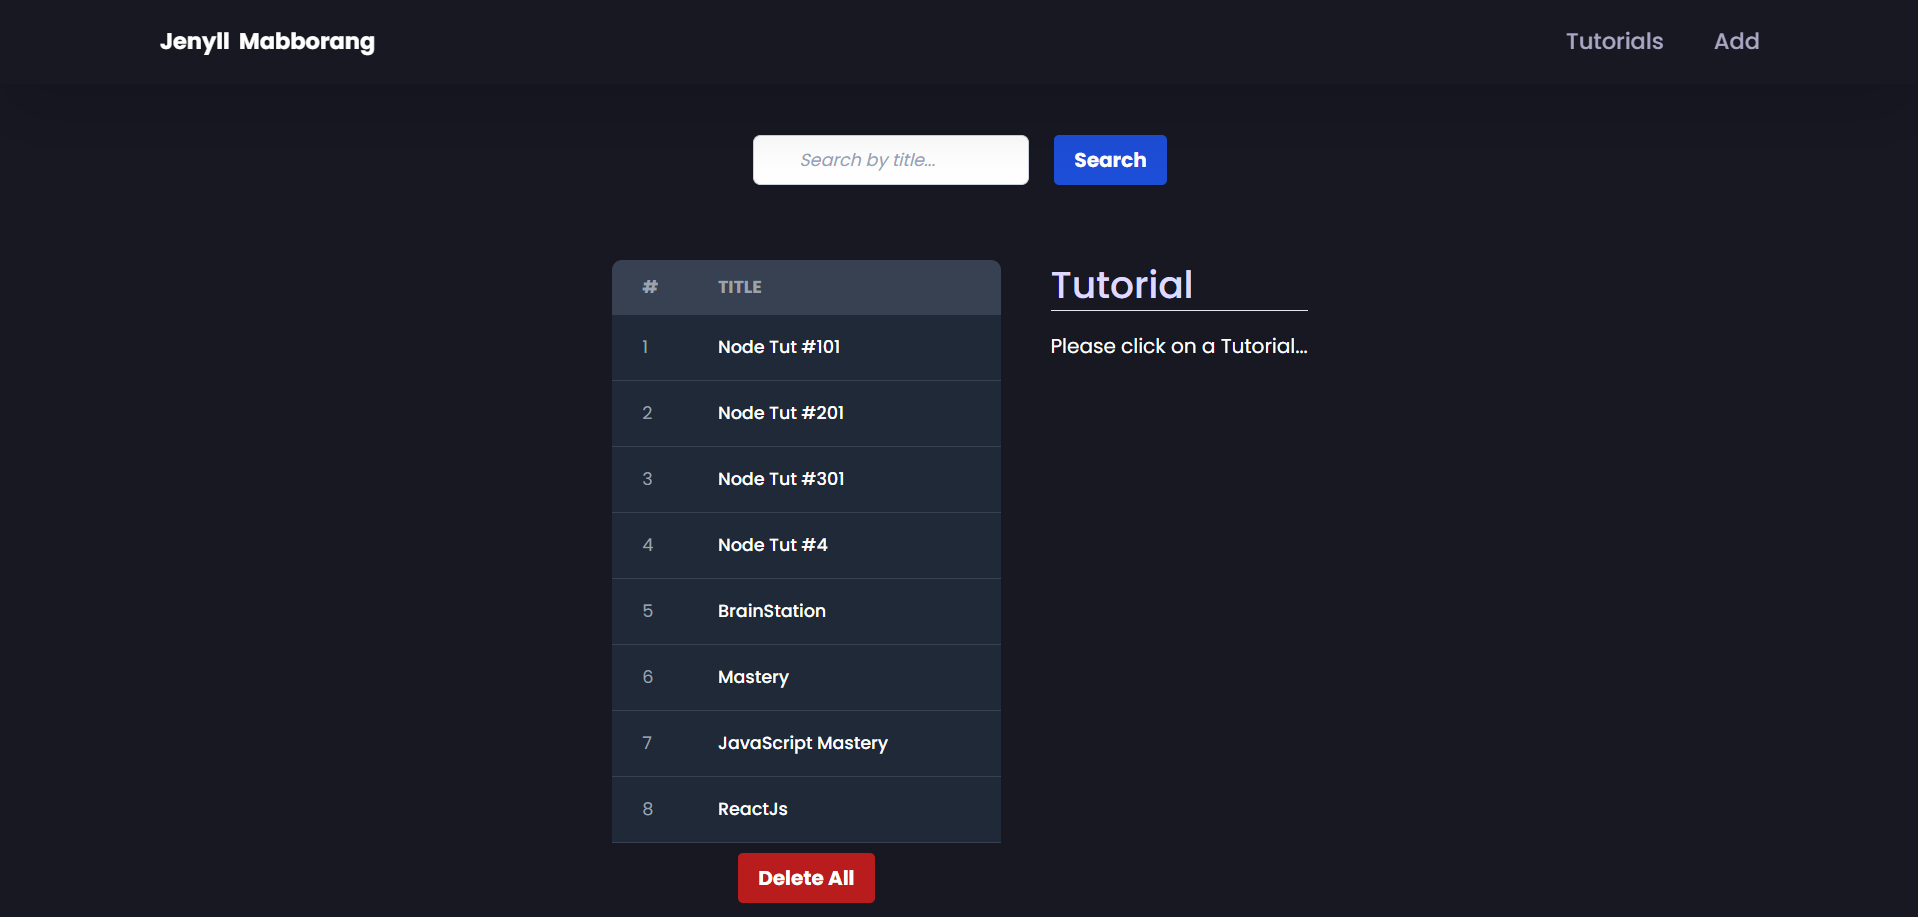 Jenyll Mabborang
Tutorials Add
Search by title...
Search
# TITLE
1 Node Tut #101
2 Node Tut #201
3 Node Tut #301
4 Node Tut #4
5 BrainStation
6 Mastery
7 JavaScript Mastery
8 ReactJs
Delete All
Tutorial
Please click on a Tutorial...